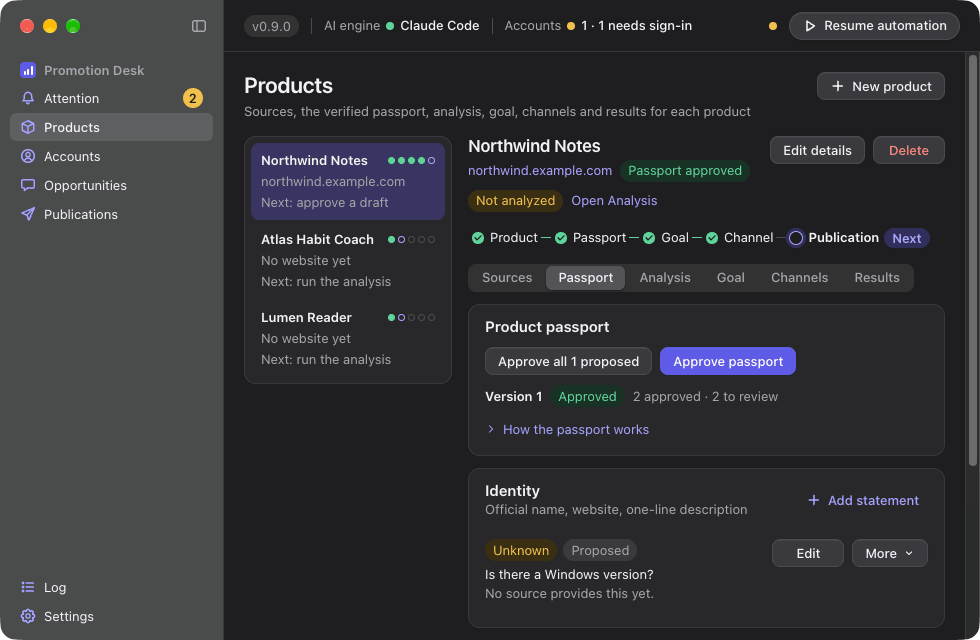 v0.9.0 AI engine Claude Code Accounts 1 · 1 needs sign-in Resume automation
Promotion Desk
Attention 2
Products
Accounts
Opportunities
Publications
Log
Settings
Products
New product
Sources, the verified passport, analysis, goal, channels and results for each product
Northwind Notes
northwind.example.com
Next: approve a draft
Atlas Habit Coach
No website yet
Next: run the analysis
Lumen Reader
No website yet
Next: run the analysis
Northwind Notes
Edit details Delete
northwind.example.com Passport approved
Not analyzed Open Analysis
Product Passport Goal Channel Publication Next
Sources Passport Analysis Goal Channels Results
Product passport
Approve all 1 proposed Approve passport
Version 1 Approved 2 approved · 2 to review
How the passport works
Identity
Official name, website, one-line description
Add statement
Unknown Proposed
Edit More
Is there a Windows version?
No source provides this yet.